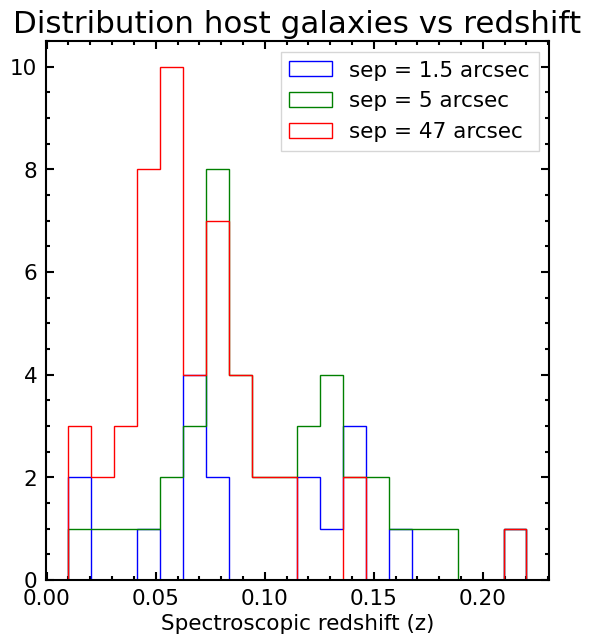 Distribution host galaxies vs redshift
sep = 1.5 arcsec
sep = 5 arcsec
sep = 47 arcsec
10
8
6
4
2
0
0.00 0.05 0.10 0.15 0.20
Spectroscopic redshift (z)